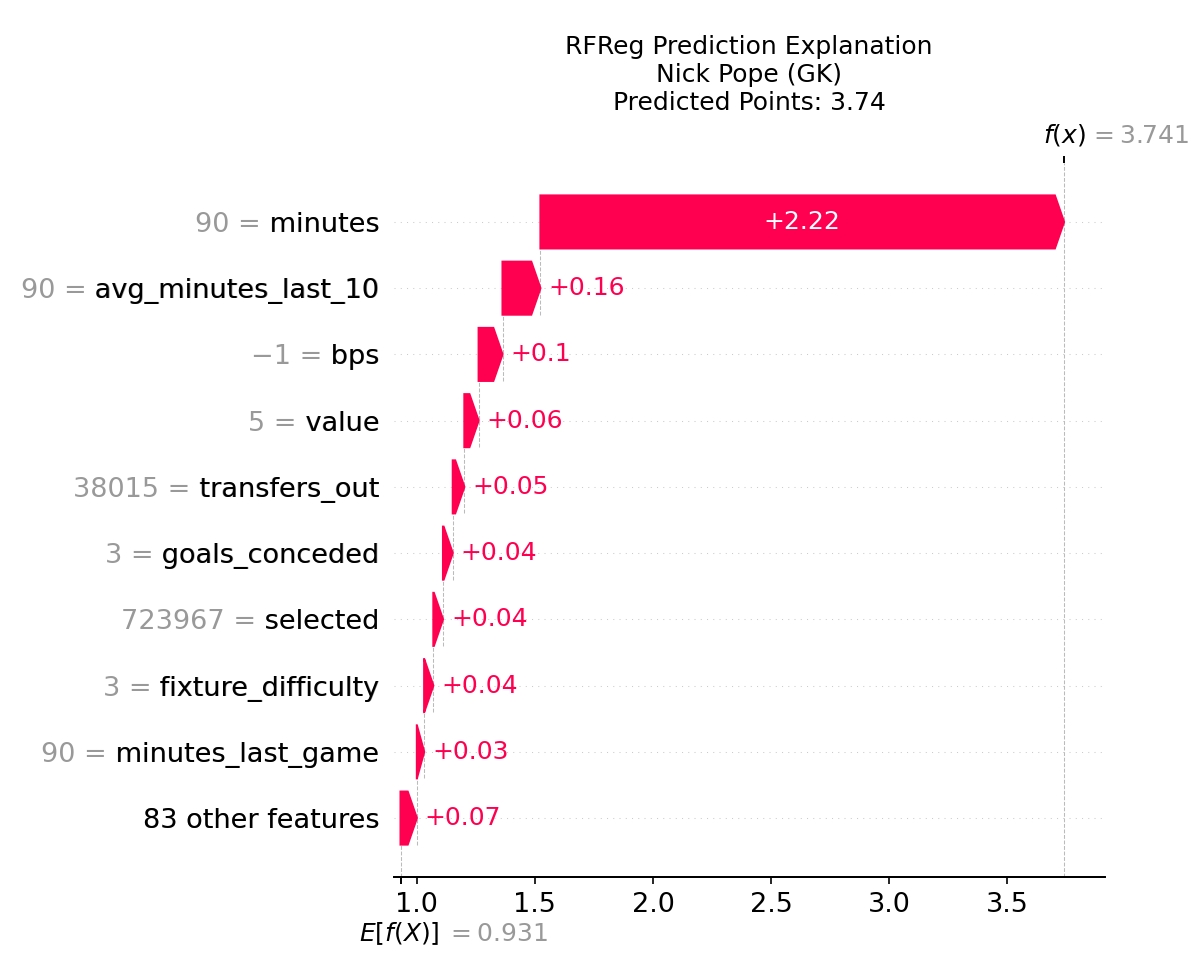 RFReg Prediction Explanation
Nick Pope (GK)
Predicted Points: 3.74
f(x) = 3.741
90 = minutes
+2.22
90 = avg_minutes_last_10
+0.16
−1 = bps
+0.1
5 = value
+0.06
38015 = transfers_out
+0.05
3 = goals_conceded
+0.04
723967 = selected
+0.04
3 = fixture_difficulty
+0.04
90 = minutes_last_game
+0.03
83 other features
+0.07
1.0 1.5 2.0 2.5 3.0 3.5
E[f(X)] = 0.931